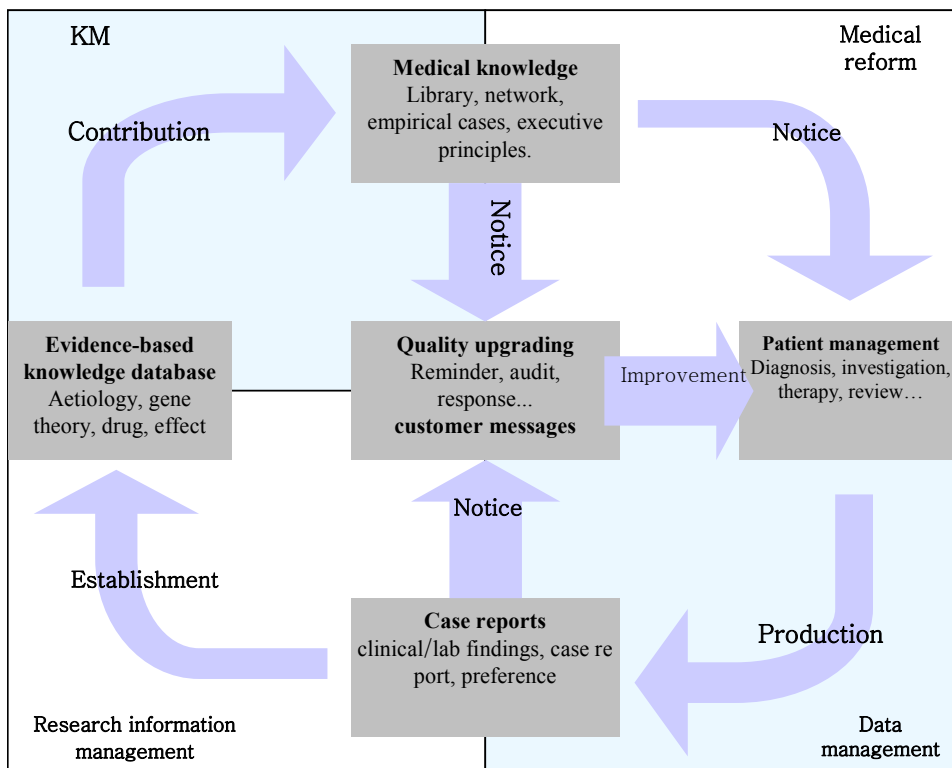 KM
Medical
reform
Medical knowledge
Library, network,
empirical cases, executive
principles.
Contribution
Notice
Notice
Evidence-based
knowledge database
Aetiology, gene
theory, drug, effect
Quality upgrading
Reminder, audit,
response...
customer messages
Improvement
Patient management
Diagnosis, investigation,
therapy, review…
Notice
Establishment
Case reports
clinical/lab findings, case re
port, preference
Production
Research information
management
Data
management